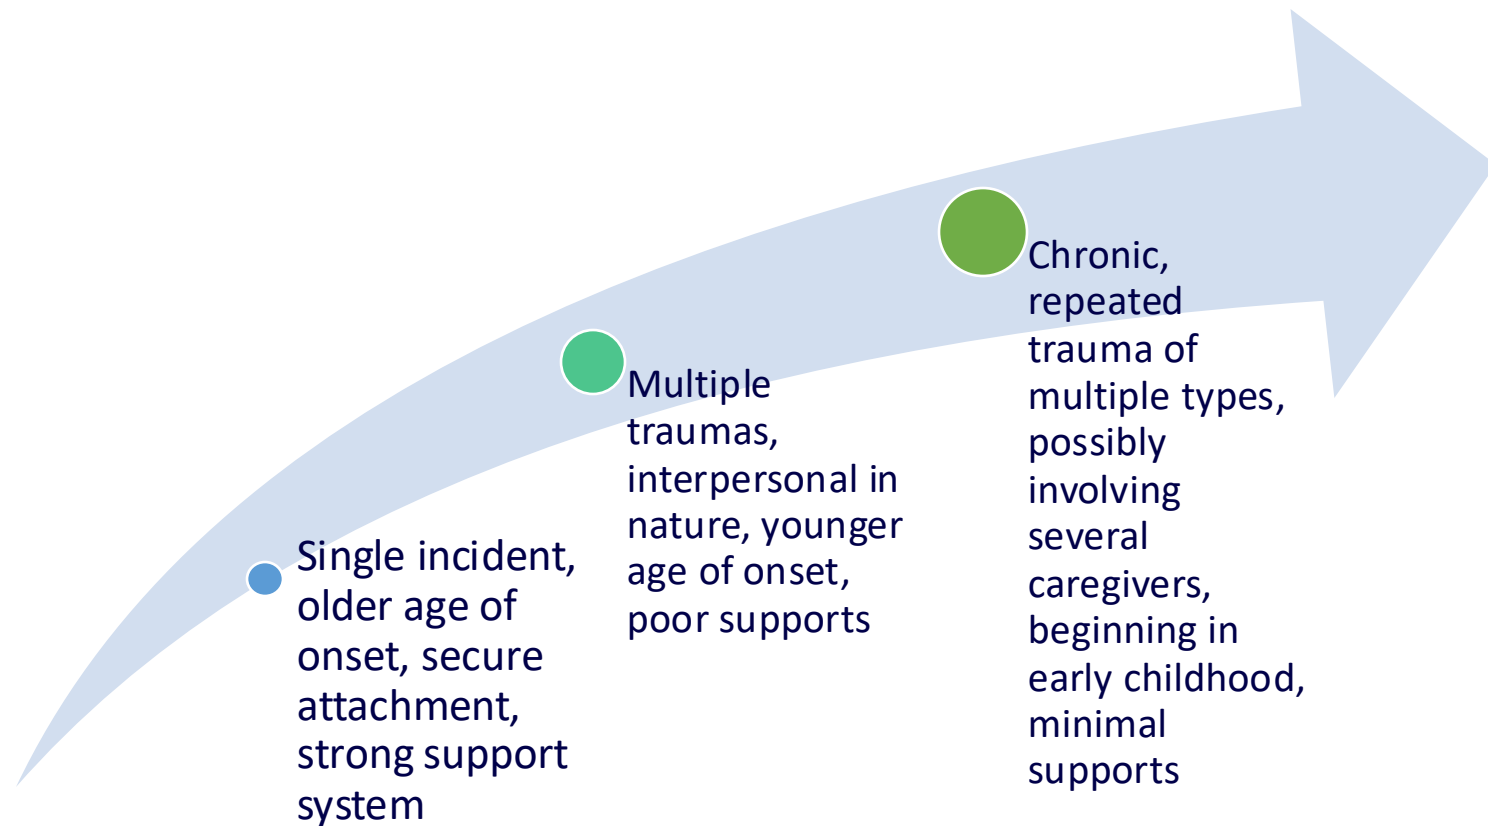 Single incident,
older age of
onset, secure
attachment,
strong support
system
Multiple
traumas,
interpersonal in
nature, younger
age of onset,
poor supports
Chronic,
repeated
trauma of
multiple types,
possibly
involving
several
caregivers,
beginning in
early childhood,
minimal
supports